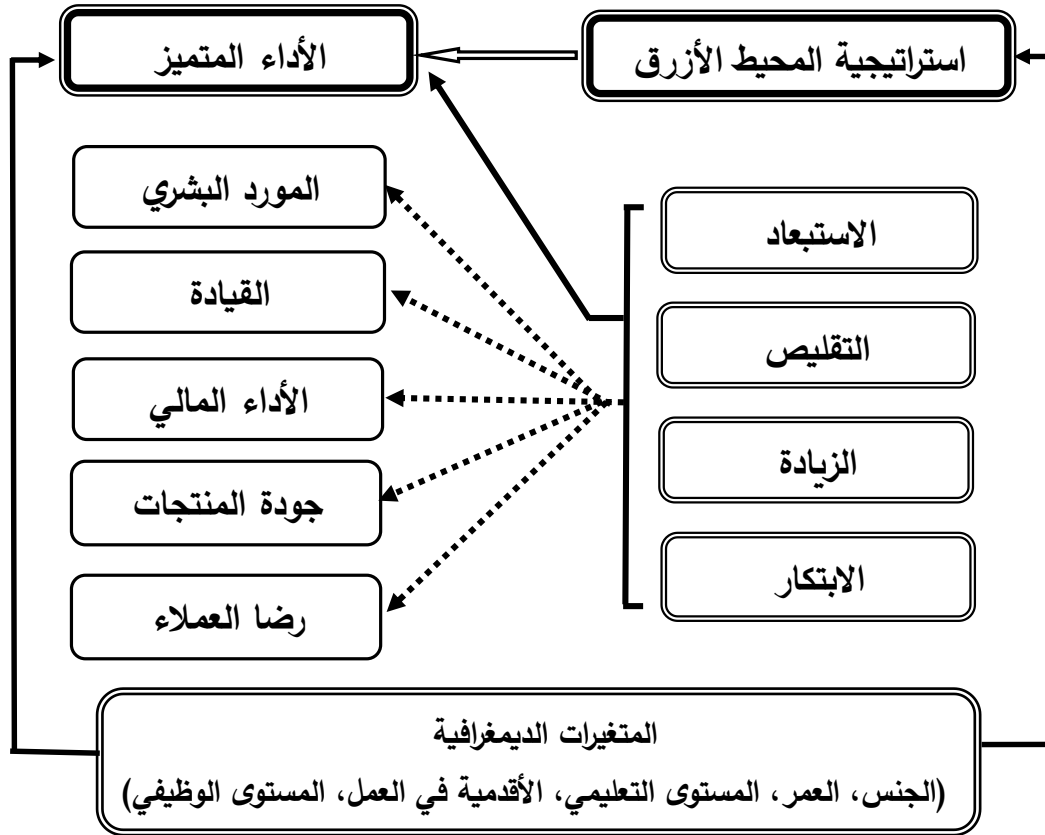 استراتيجية المحيط الأزرق
الأداء المتميز
الاستبعاد
التقليص
الزيادة
الابتكار
المورد البشري
القيادة
الأداء المالي
جودة المنتجات
رضا العملاء
المتغيرات الديمغرافية
(الجنس، العمر، المستوى التعليمي، الأقدمية في العمل، المستوى الوظيفي)